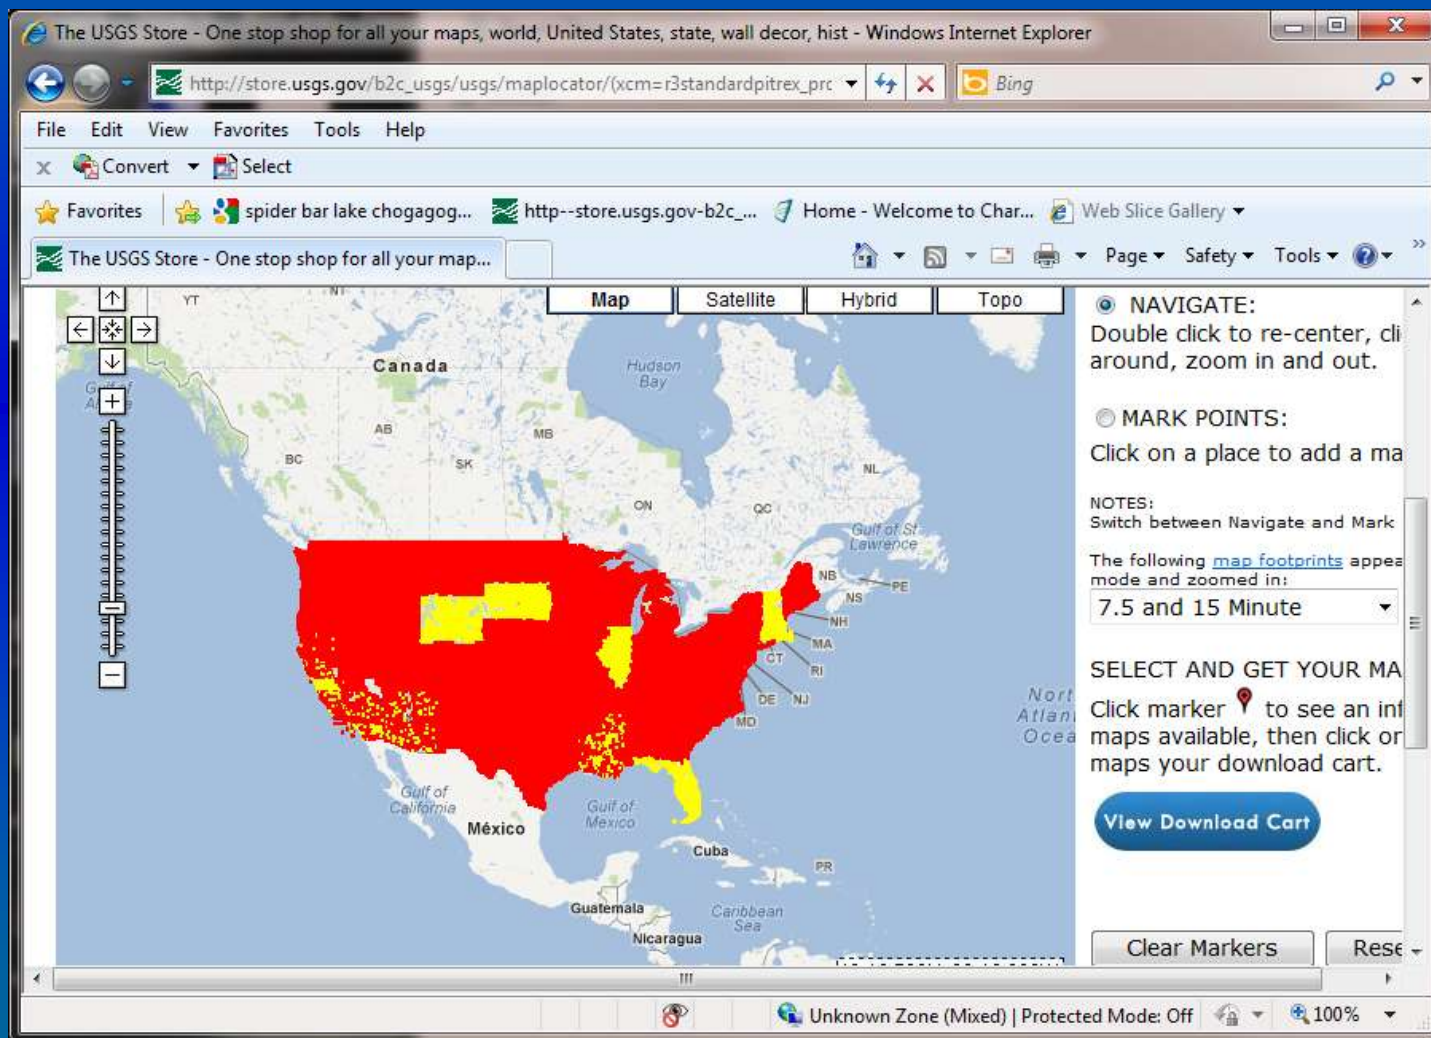 The USGS Store - One stop shop for all your maps, world, United States, state, wall decor, hist - Windows Internet Explorer
http://store.usgs.gov/b2c_usgs/usgs/maplocator/(xcm=r3standardpitrex_prc
Bing
File Edit View Favorites Tools Help
x Convert Select
Favorites spider bar lake chogagog... http--store.usgs.gov-b2c_... Home - Welcome to Char... Web Slice Gallery
The USGS Store - One stop shop for all your map... Page Safety Tools
Map Satellite Hybrid Topo
YT
NT
Canada
Hudson
Bay
Gulf of
AB
MB
BC
SK
NL
ON
QC
Gulf of St
Lawrence
NB
PE
NS
NH
MA
CT
RI
DE
NJ
MD
Nort
Atlan
Ocea
Gulf of
California
Gulf of
Mexico
México
Cuba
PR
Guatemala
Caribbean
Sea
Nicaragua
NAVIGATE:
Double click to re-center, cli
around, zoom in and out.
MARK POINTS:
Click on a place to add a ma
NOTES:
Switch between Navigate and Mark
The following map footprints appea
mode and zoomed in:
7.5 and 15 Minute
SELECT AND GET YOUR MA
Click marker to see an inf
maps available, then click or
maps your download cart.
View Download Cart
Clear Markers Rese
Unknown Zone (Mixed) | Protected Mode: Off 100%